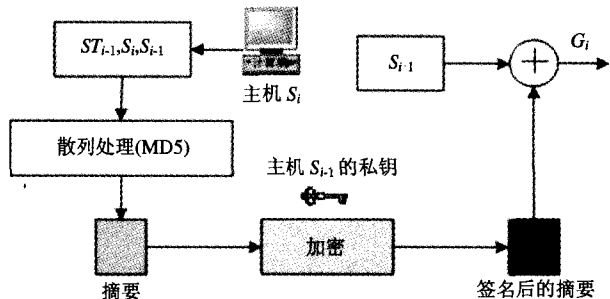 ST_{i-1},S_i,S_{i-1}
主机 S_i
S_{i-1}
+
G_i
散列处理(MD5)
主机 S_{i-1} 的私钥
加密
摘要
签名后的摘要